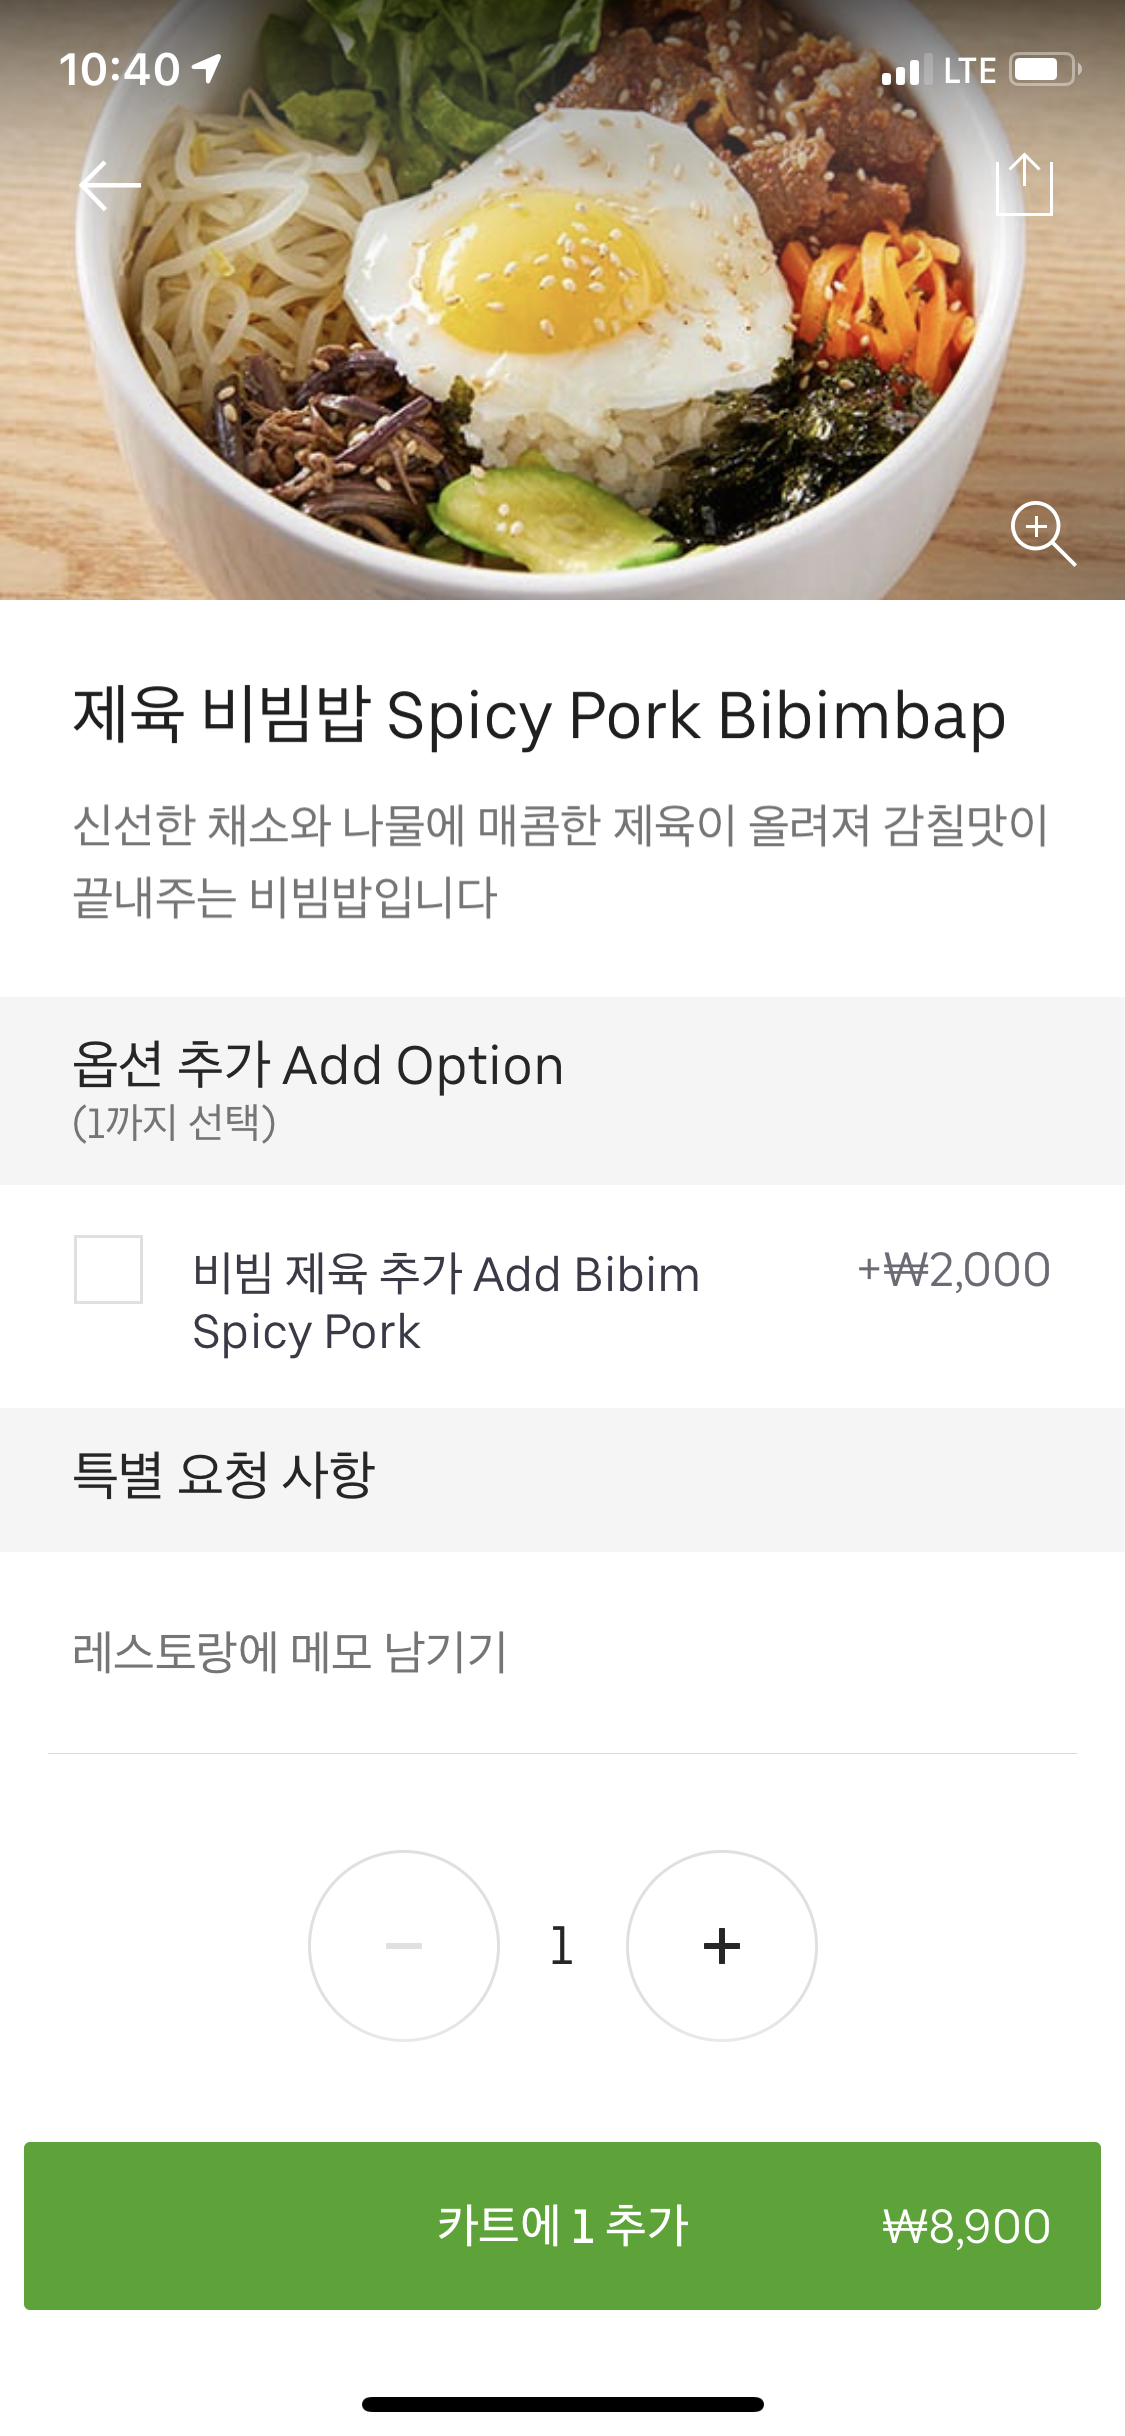 10:40
LTE
제육 비빔밥 Spicy Pork Bibimbap
신선한 채소와 나물에 매콤한 제육이 올려져 감칠맛이
끝내주는 비빔밥입니다
옵션 추가 Add Option
(1까지 선택)
비빔 제육 추가 Add Bibim
Spicy Pork
+₩2,000
특별 요청 사항
레스토랑에 메모 남기기
1
카트에 1 추가
₩8,900